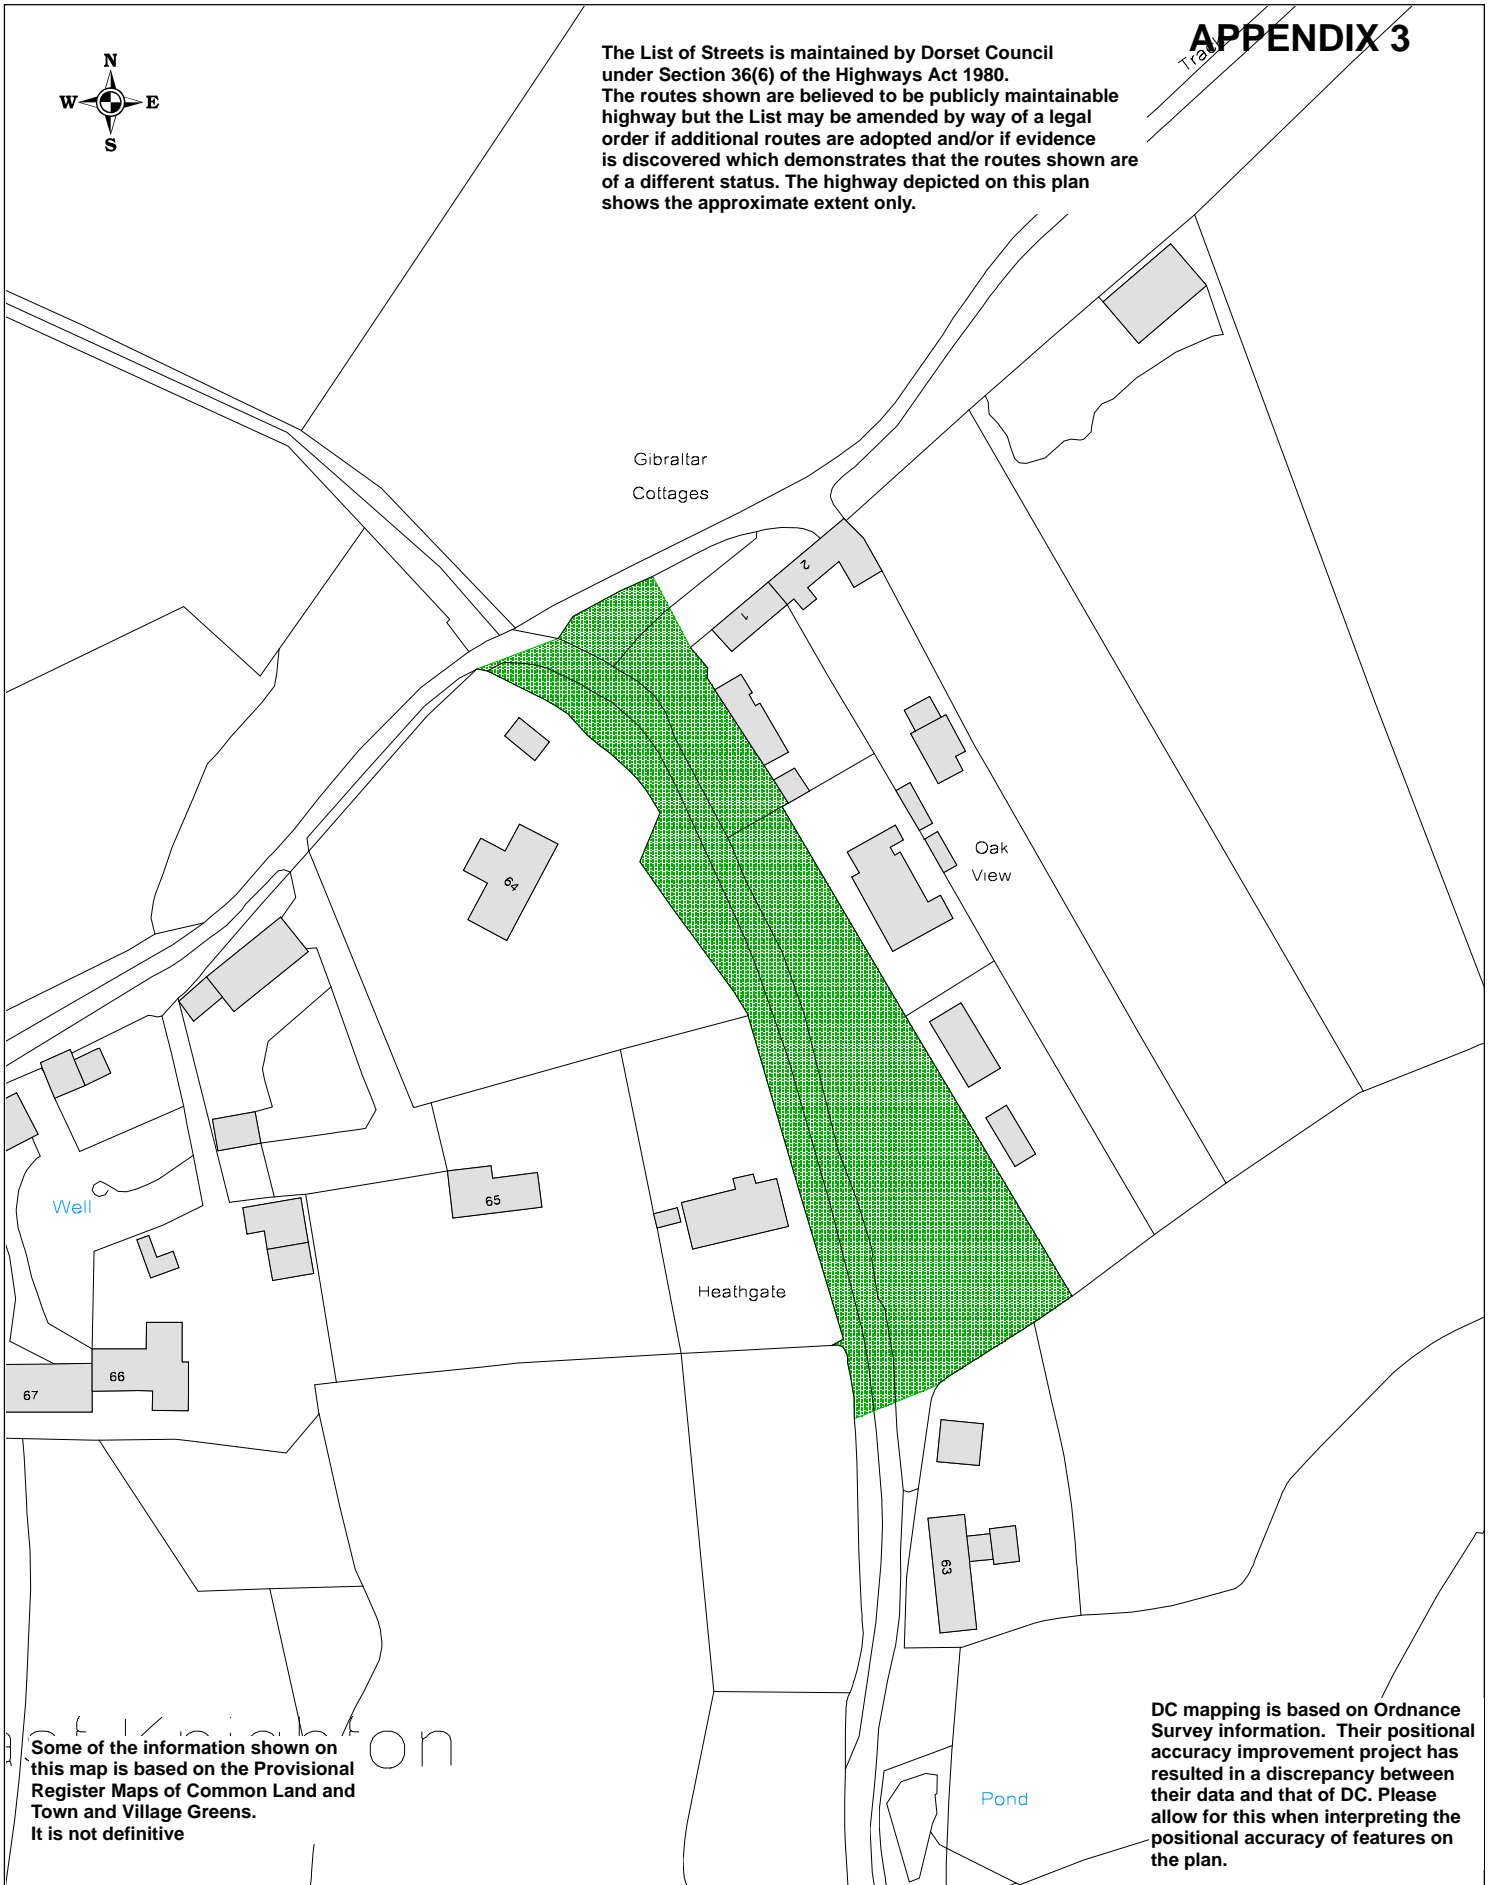 APPENDIX 3
N
W E
S
The List of Streets is maintained by Dorset Council
under Section 36(6) of the Highways Act 1980.
The routes shown are believed to be publicly maintainable
highway but the List may be amended by way of a legal
order if additional routes are adopted and/or if evidence
is discovered which demonstrates that the routes shown are
of a different status. The highway depicted on this plan
shows the approximate extent only.
Track
Gibraltar
Cottages
2
1
Oak
View
64
65
Well
Heathgate
66
67
63
Some of the information shown on
this map is based on the Provisional
Register Maps of Common Land and
Town and Village Greens.
It is not definitive
Pond
DC mapping is based on Ordnance
Survey information. Their positional
accuracy improvement project has
resulted in a discrepancy between
their data and that of DC. Please
allow for this when interpreting the
positional accuracy of features on
the plan.